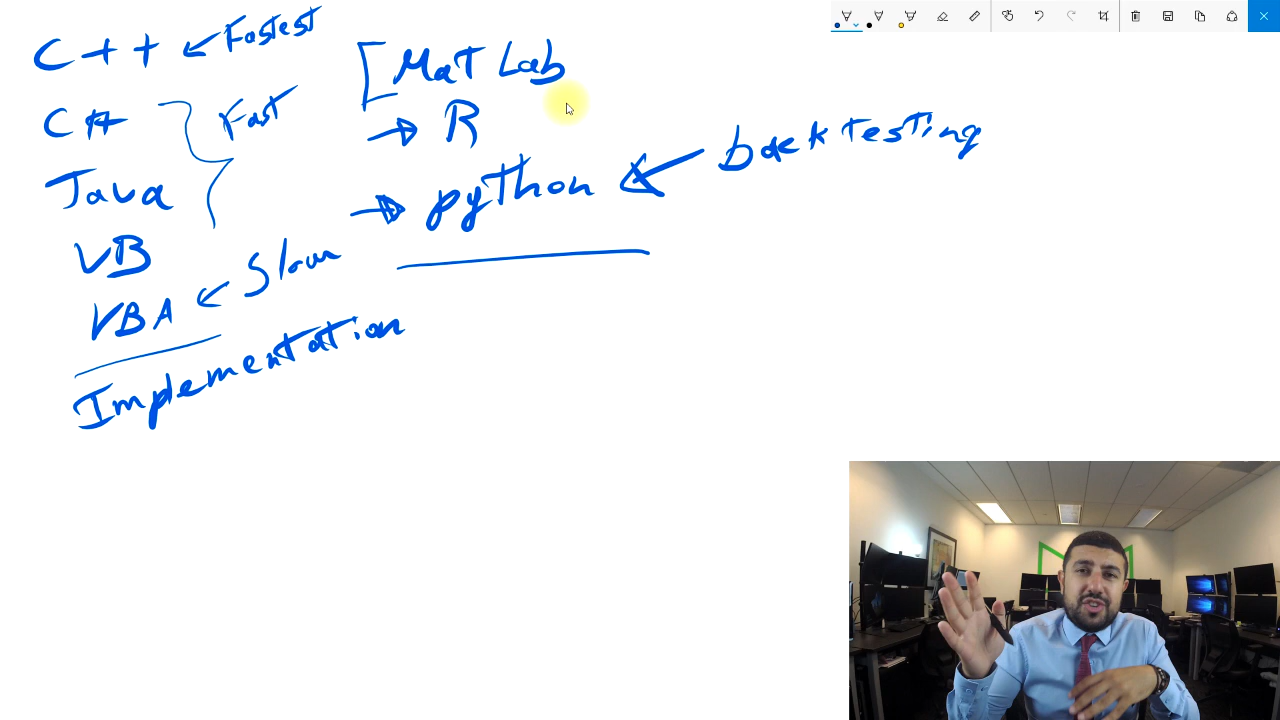 C++ ← Fastest
C#
Java
Fast
VB
VBA ← Slow
Implementation
[MatLab
→ R
→ python ← backtesting